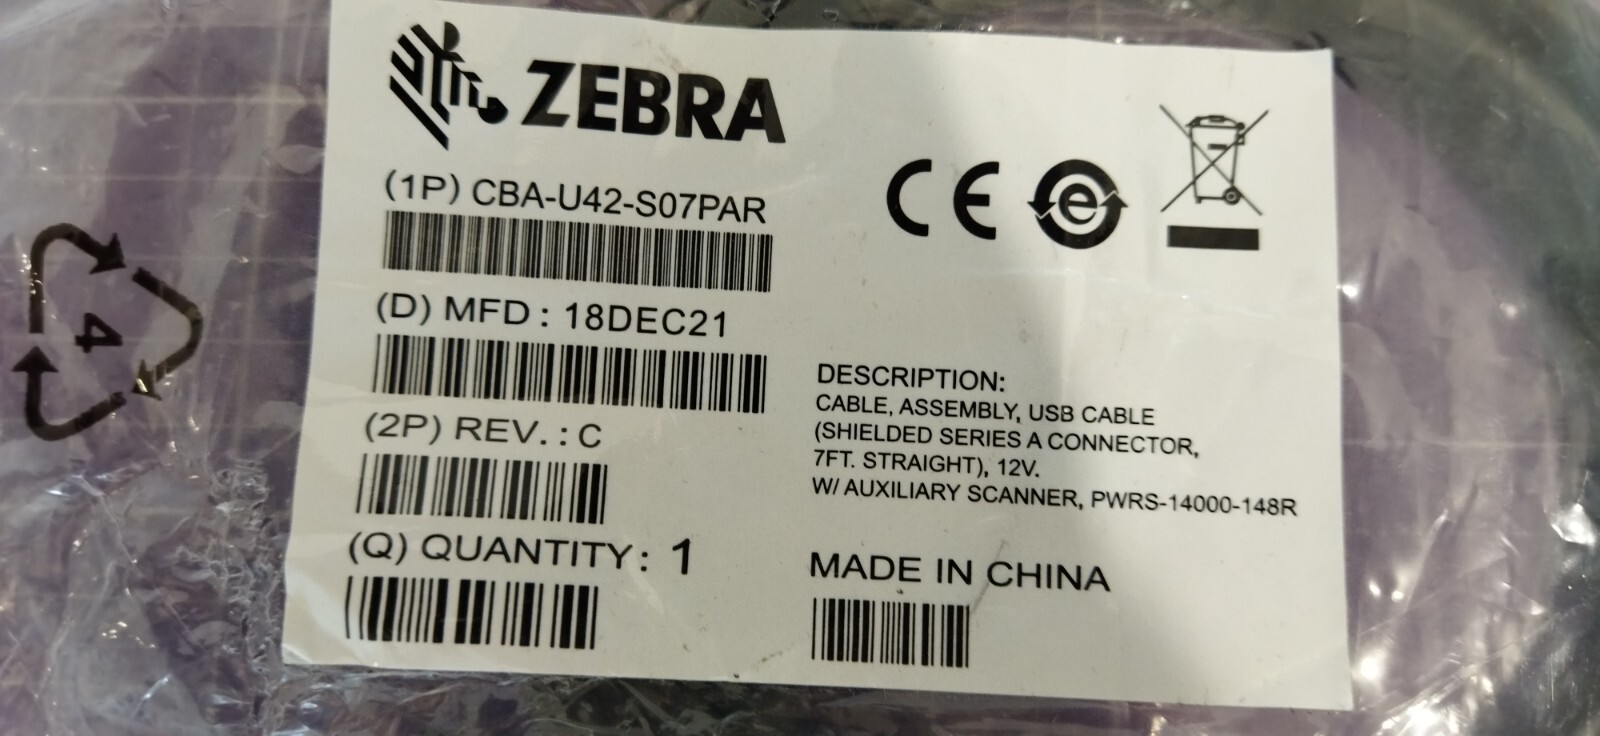 ZEBRA
(1P) CBA-U42-S07PAR
(D) MFD : 18DEC21
(2P) REV. : C
(Q) QUANTITY : 1
CE
e
DESCRIPTION:
CABLE, ASSEMBLY, USB CABLE
(SHIELDED SERIES A CONNECTOR,
7FT. STRAIGHT), 12V.
W/ AUXILIARY SCANNER, PWRS-14000-148R
MADE IN CHINA
4